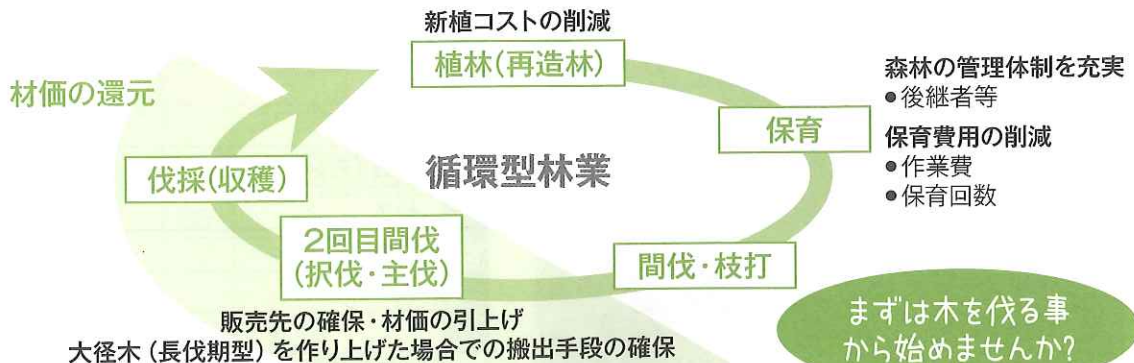 新植コストの削減
植林(再造林)
材価の還元
森林の管理体制を充実
●後継者等
保育
保育費用の削減
●作業費
●保育回数
循環型林業
伐採(収穫)
2回目間伐
(択伐・主伐)
間伐・枝打
販売先の確保・材価の引上げ
大径木(長伐期型)を作り上げた場合での搬出手段の確保
まずは木を伐る事
から始めませんか?